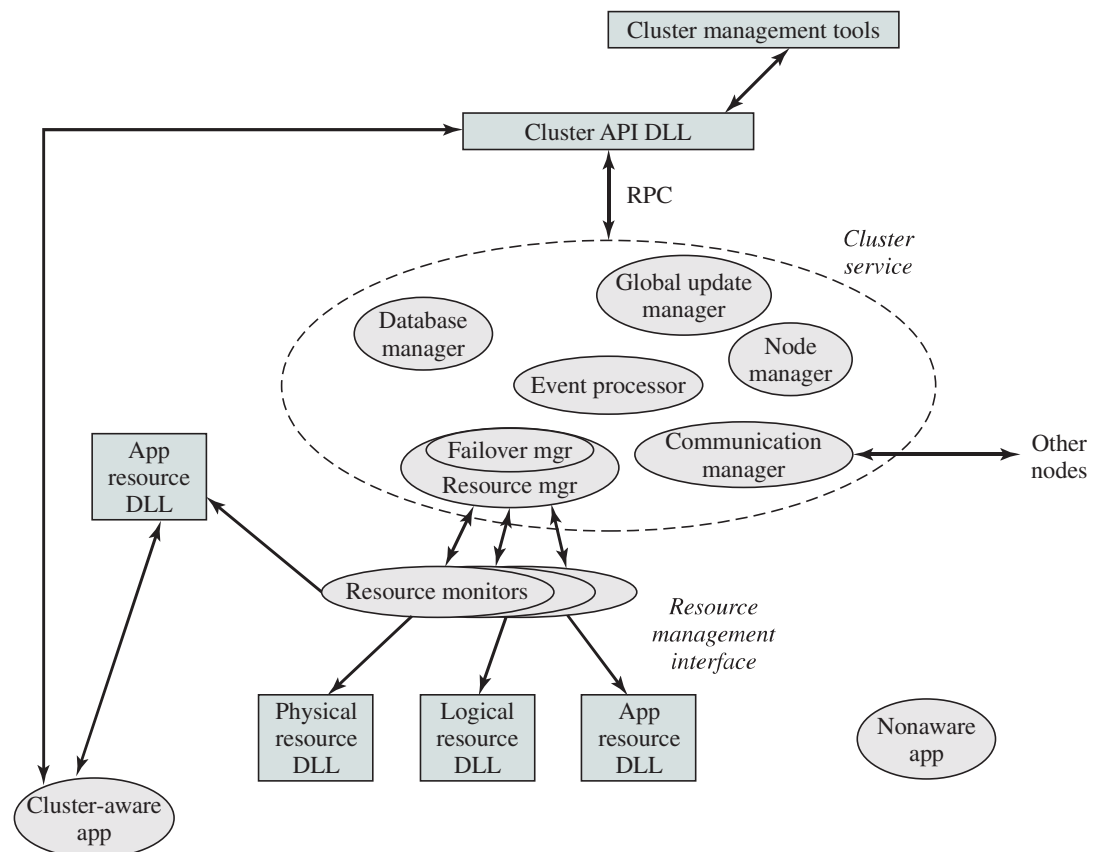 Cluster management tools
Cluster API DLL
RPC
Cluster
service
Global update
manager
Database
manager
Node
manager
Event processor
Communication
manager
Other
nodes
Failover mgr
Resource mgr
App
resource
DLL
Resource monitors
Resource
management
interface
Physical
resource
DLL
Logical
resource
DLL
App
resource
DLL
Nonaware
app
Cluster-aware
app